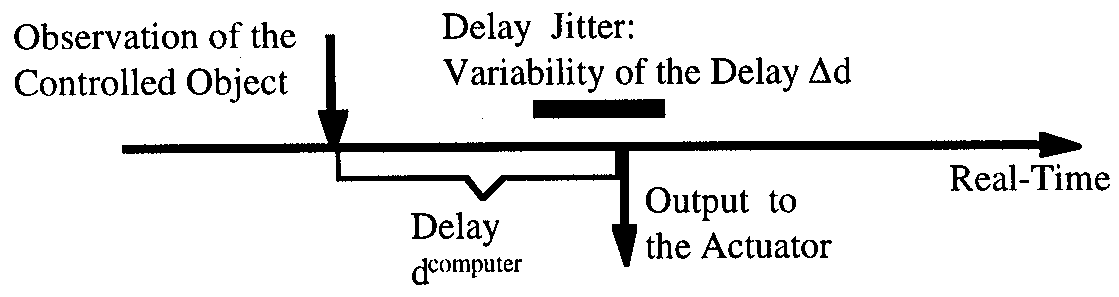 Observation of the
Controlled Object
Delay Jitter:
Variability of the Delay Δd
Real-Time
Delay
dcomputer
Output to
the Actuator